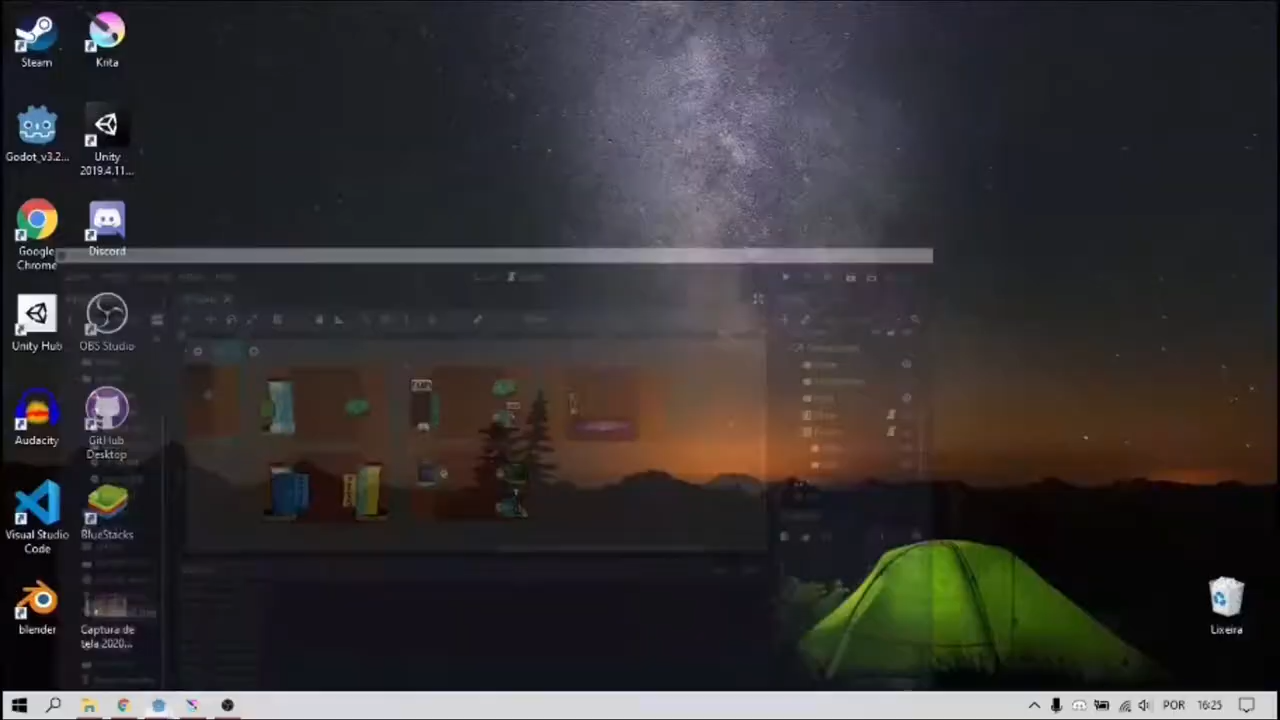 Steam
Krita
Godot_v3.2...
Unity
2019.4.11...
Google
Chrome
Discord
Unity Hub
OBS Studio
Audacity
GitHub
Desktop
Visual Studio
Code
BlueStacks
blender
Captura de
tela 2020...
Lixeira
POR
16:25